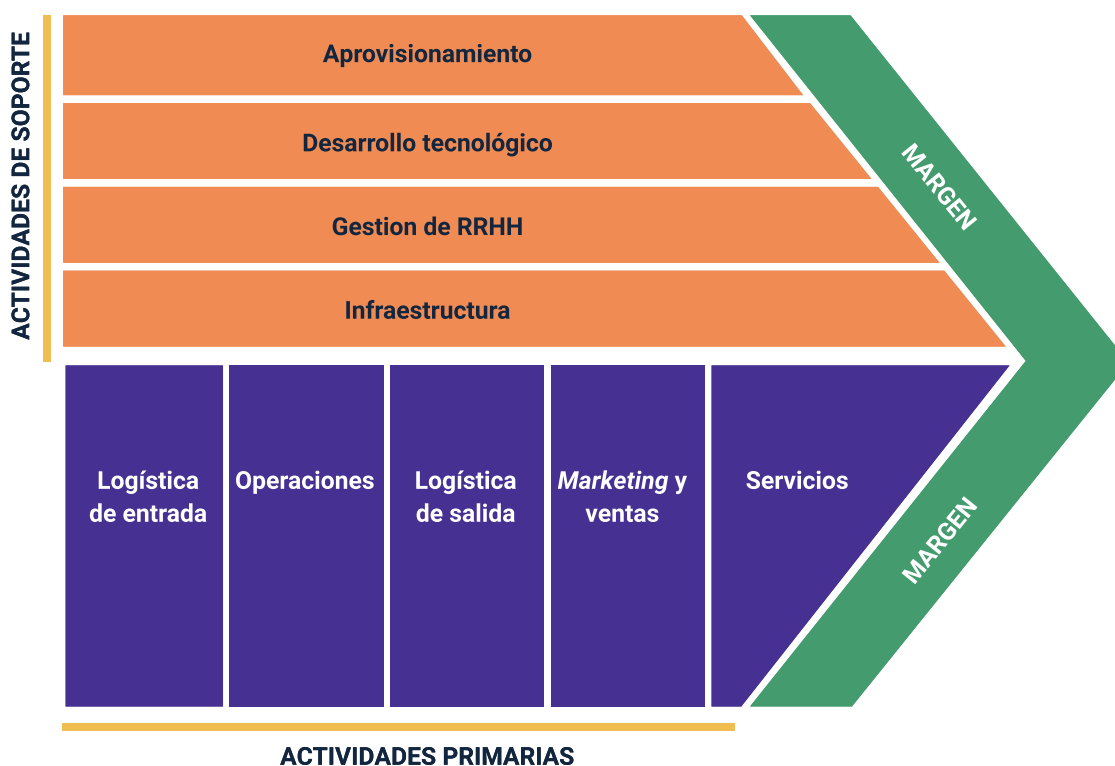 ACTIVIDADES DE SOPORTE
Aprovisionamiento
Desarrollo tecnológico
Gestion de RRHH
Infraestructura
MARGEN
Logística
de entrada
Operaciones
Logística
de salida
Marketing y
ventas
Servicios
MARGEN
ACTIVIDADES PRIMARIAS